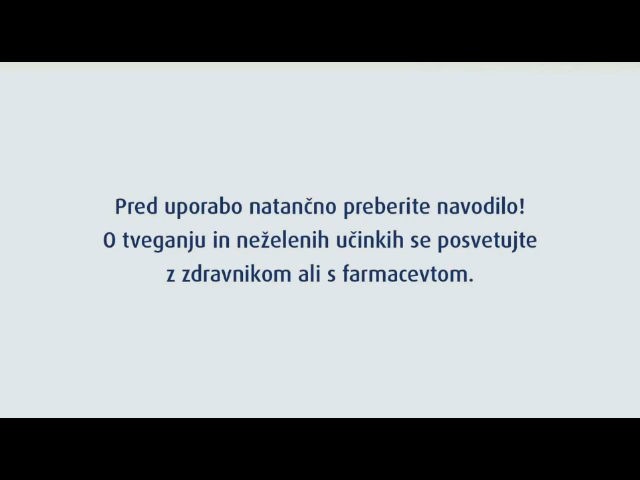 Pred uporabo natančno preberite navodilo!
O tveganju in neželenih učinkih se posvetujte
z zdravnikom ali s farmacevtom.